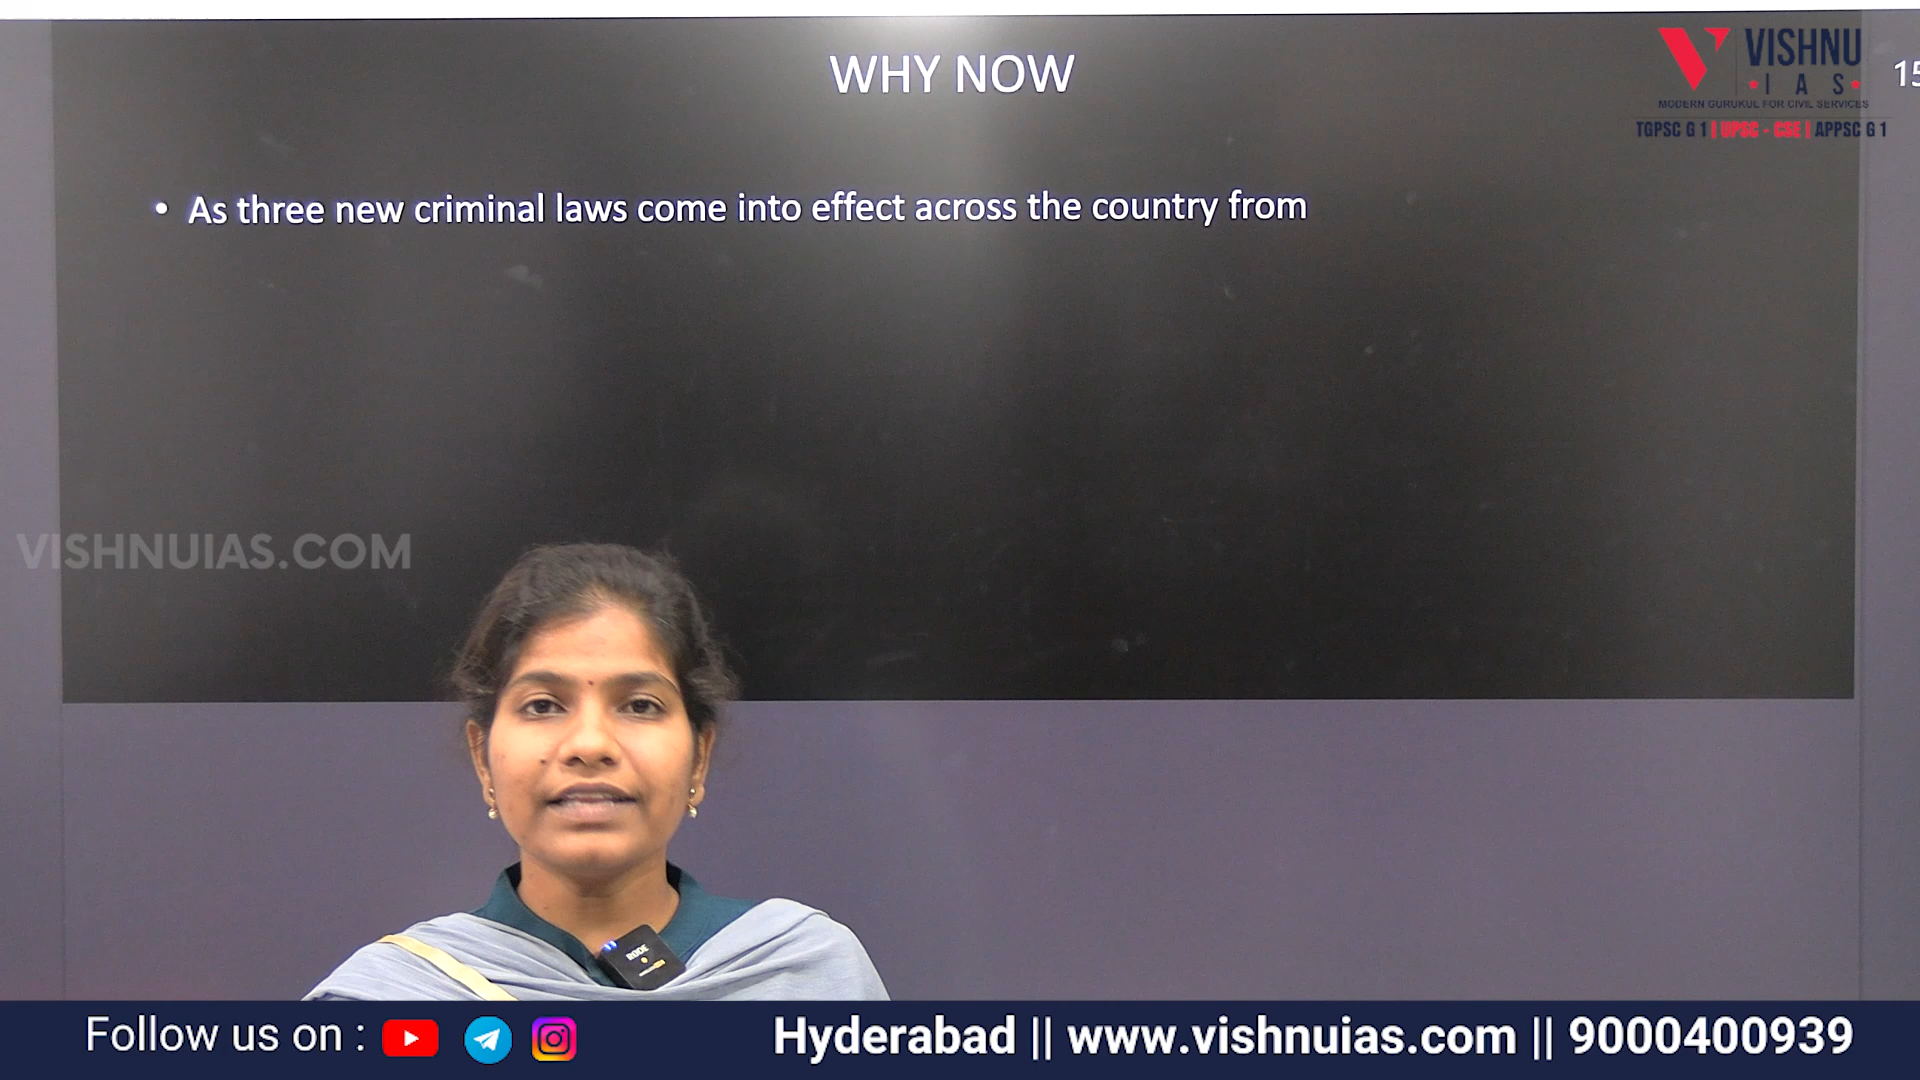 WHY NOW
VISHNU
I A S
MODERN GURUKUL FOR CIVIL SERVICES
TGPSC G 1 | UPSC - CSE | APPSC G 1
15
• As three new criminal laws come into effect across the country from
VISHNUIAS.COM
RODE
Follow us on :
Hyderabad || www.vishnuias.com || 9000400939